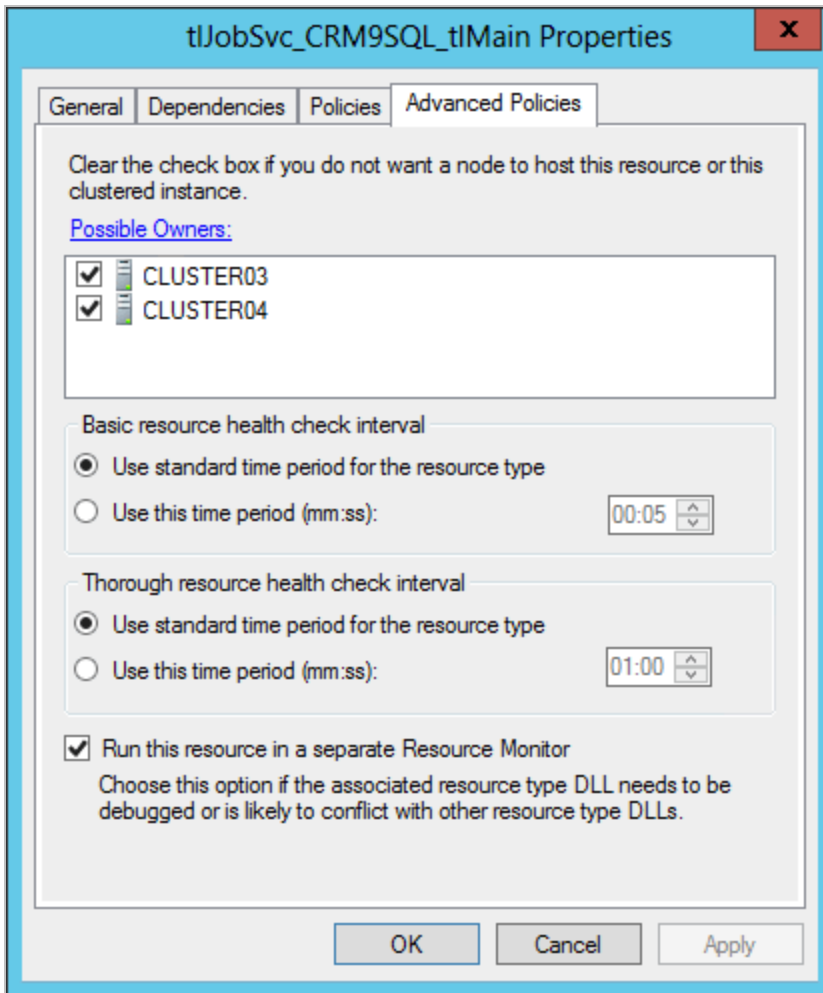 tlJobSvc_CRM9SQL_tlMain Properties
x
General
Dependencies
Policies
Advanced Policies
Clear the check box if you do not want a node to host this resource or this
clustered instance.
Possible Owners:
CLUSTER03
CLUSTER04
Basic resource health check interval
Use standard time period for the resource type
Use this time period (mm:ss):
00:05
Thorough resource health check interval
Use standard time period for the resource type
Use this time period (mm:ss):
01:00
Run this resource in a separate Resource Monitor
Choose this option if the associated resource type DLL needs to be
debugged or is likely to conflict with other resource type DLLs.
OK
Cancel
Apply